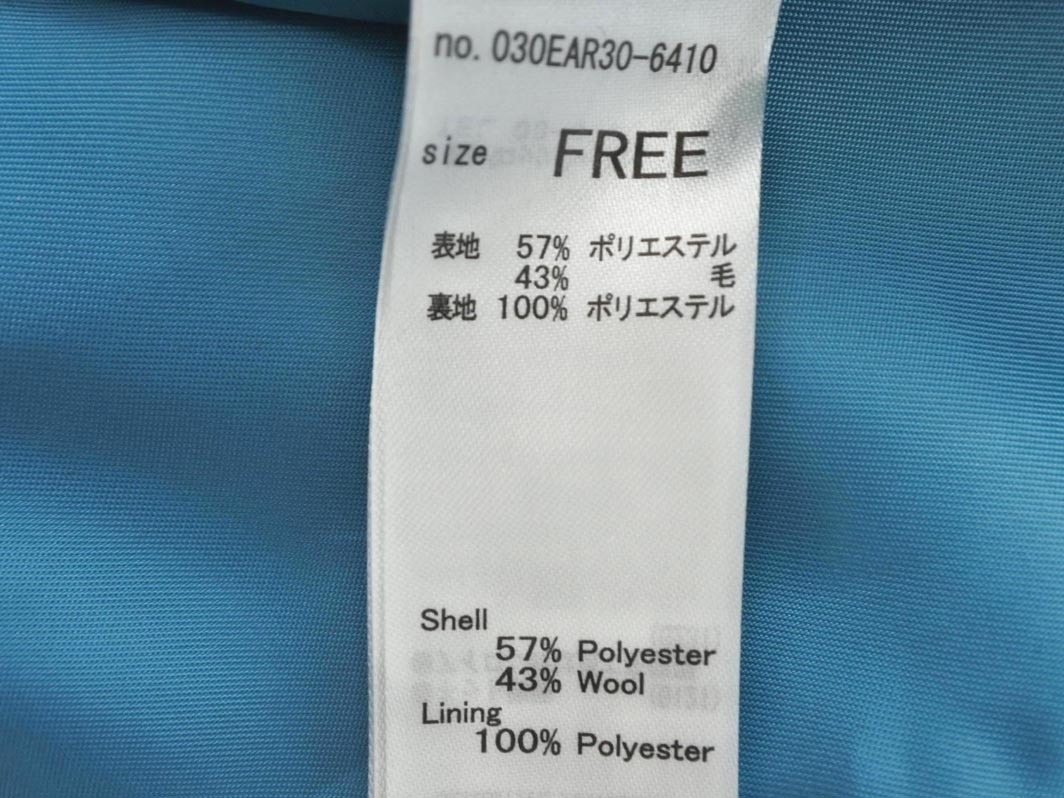 no. 030EAR30-6410
size FREE
表地 57% ポリエステル
43% 毛
裏地 100% ポリエステル
Shell
57% Polyester
43% Wool
Lining
100% Polyester